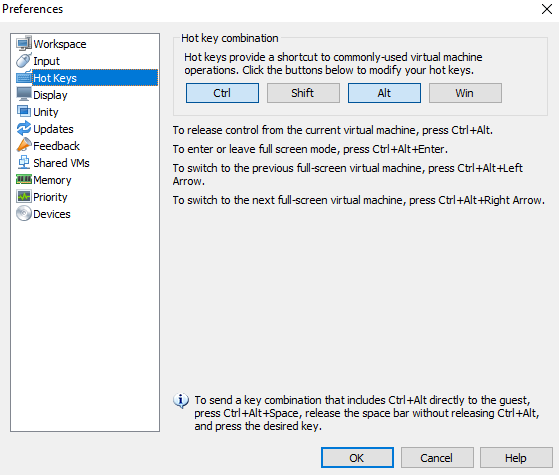 Preferences
Workspace
Input
Hot Keys
Display
Unity
Updates
Feedback
Shared VMs
Memory
Priority
Devices
Hot key combination
Hot keys provide a shortcut to commonly-used virtual machine
operations. Click the buttons below to modify your hot keys.
Ctrl Shift Alt Win
To release control from the current virtual machine, press Ctrl+Alt.
To enter or leave full screen mode, press Ctrl+Alt+Enter.
To switch to the previous full-screen virtual machine, press Ctrl+Alt+Left
Arrow.
To switch to the next full-screen virtual machine, press Ctrl+Alt+Right Arrow.
To send a key combination that includes Ctrl+Alt directly to the guest,
press Ctrl+Alt+Space, release the space bar without releasing Ctrl+Alt,
and press the desired key.
OK Cancel Help